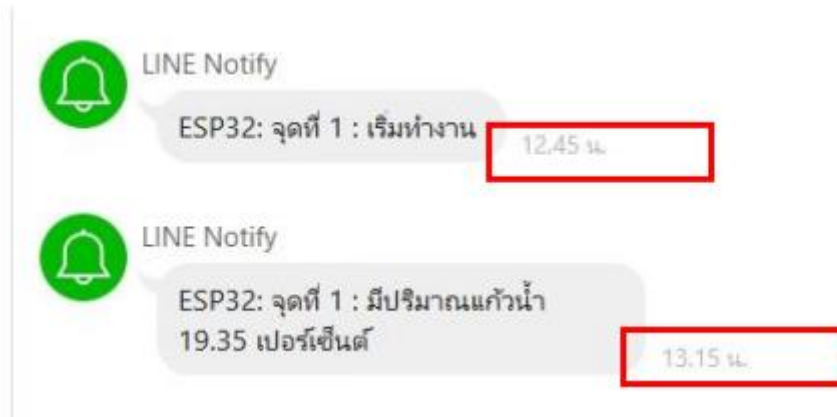 LINE Notify
ESP32: จุดที่ 1 : เริ่มทำงาน
12.45 น.
LINE Notify
ESP32: จุดที่ 1 : มีปริมาณแก้วน้ำ
19.35 เปอร์เซ็นต์
13.15 น.